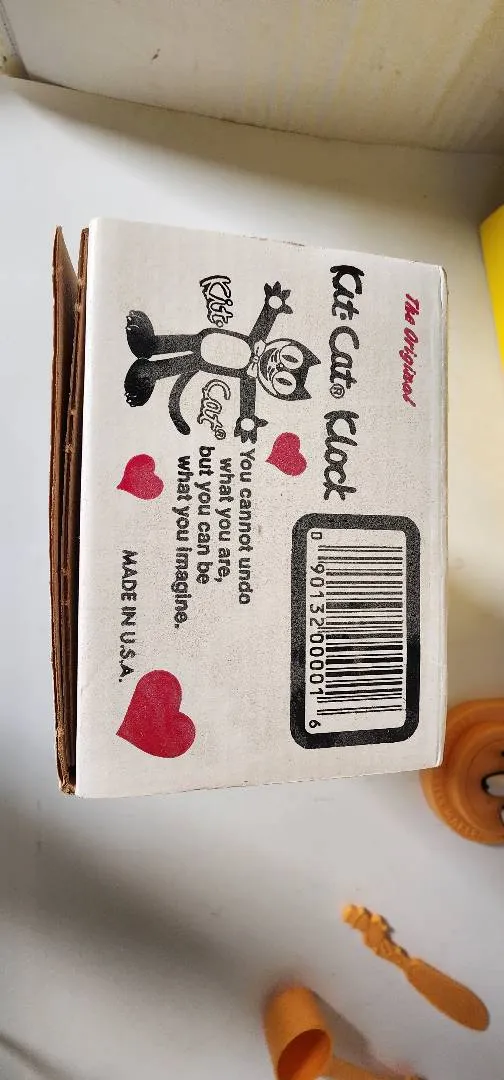 The Original
Kit-Cat® Klock
Kit
Cat®
You cannot undo
what you are,
but you can be
what you imagine.
MADE IN U.S.A.
0 90132 00001 6